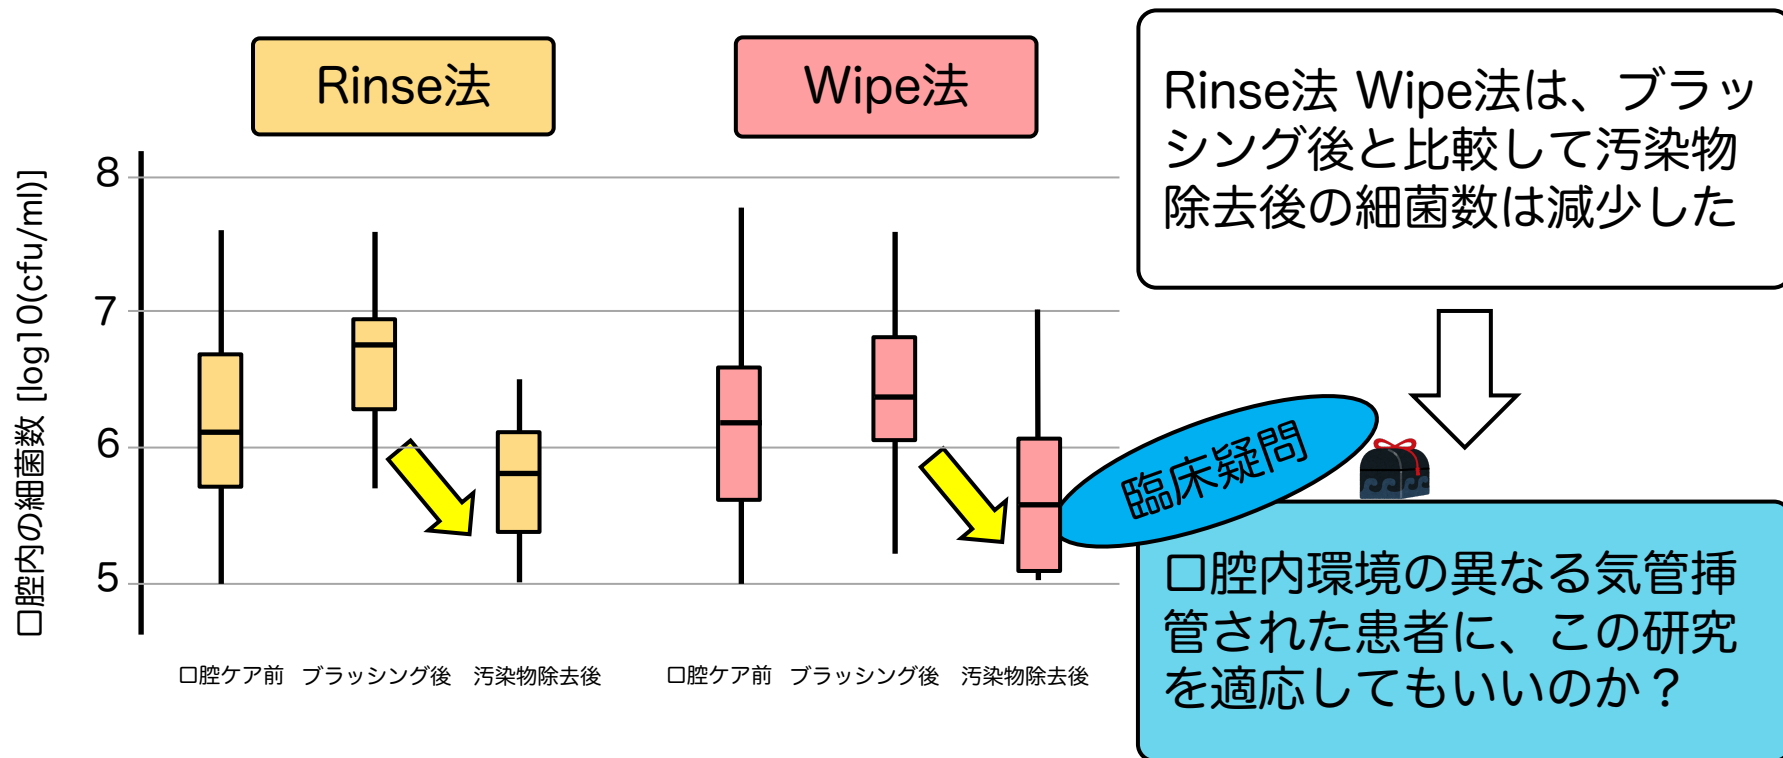 Rinse法
Wipe法
口腔内の細菌数 [log10(cfu/ml)]
8
7
6
5
口腔ケア前 ブラッシング後 汚染物除去後
口腔ケア前 ブラッシング後 汚染物除去後
Rinse法 Wipe法は、ブラッ
シング後と比較して汚染物
除去後の細菌数は減少した
臨床疑問
口腔内環境の異なる気管挿
管された患者に、この研究
を適応してもいいのか？